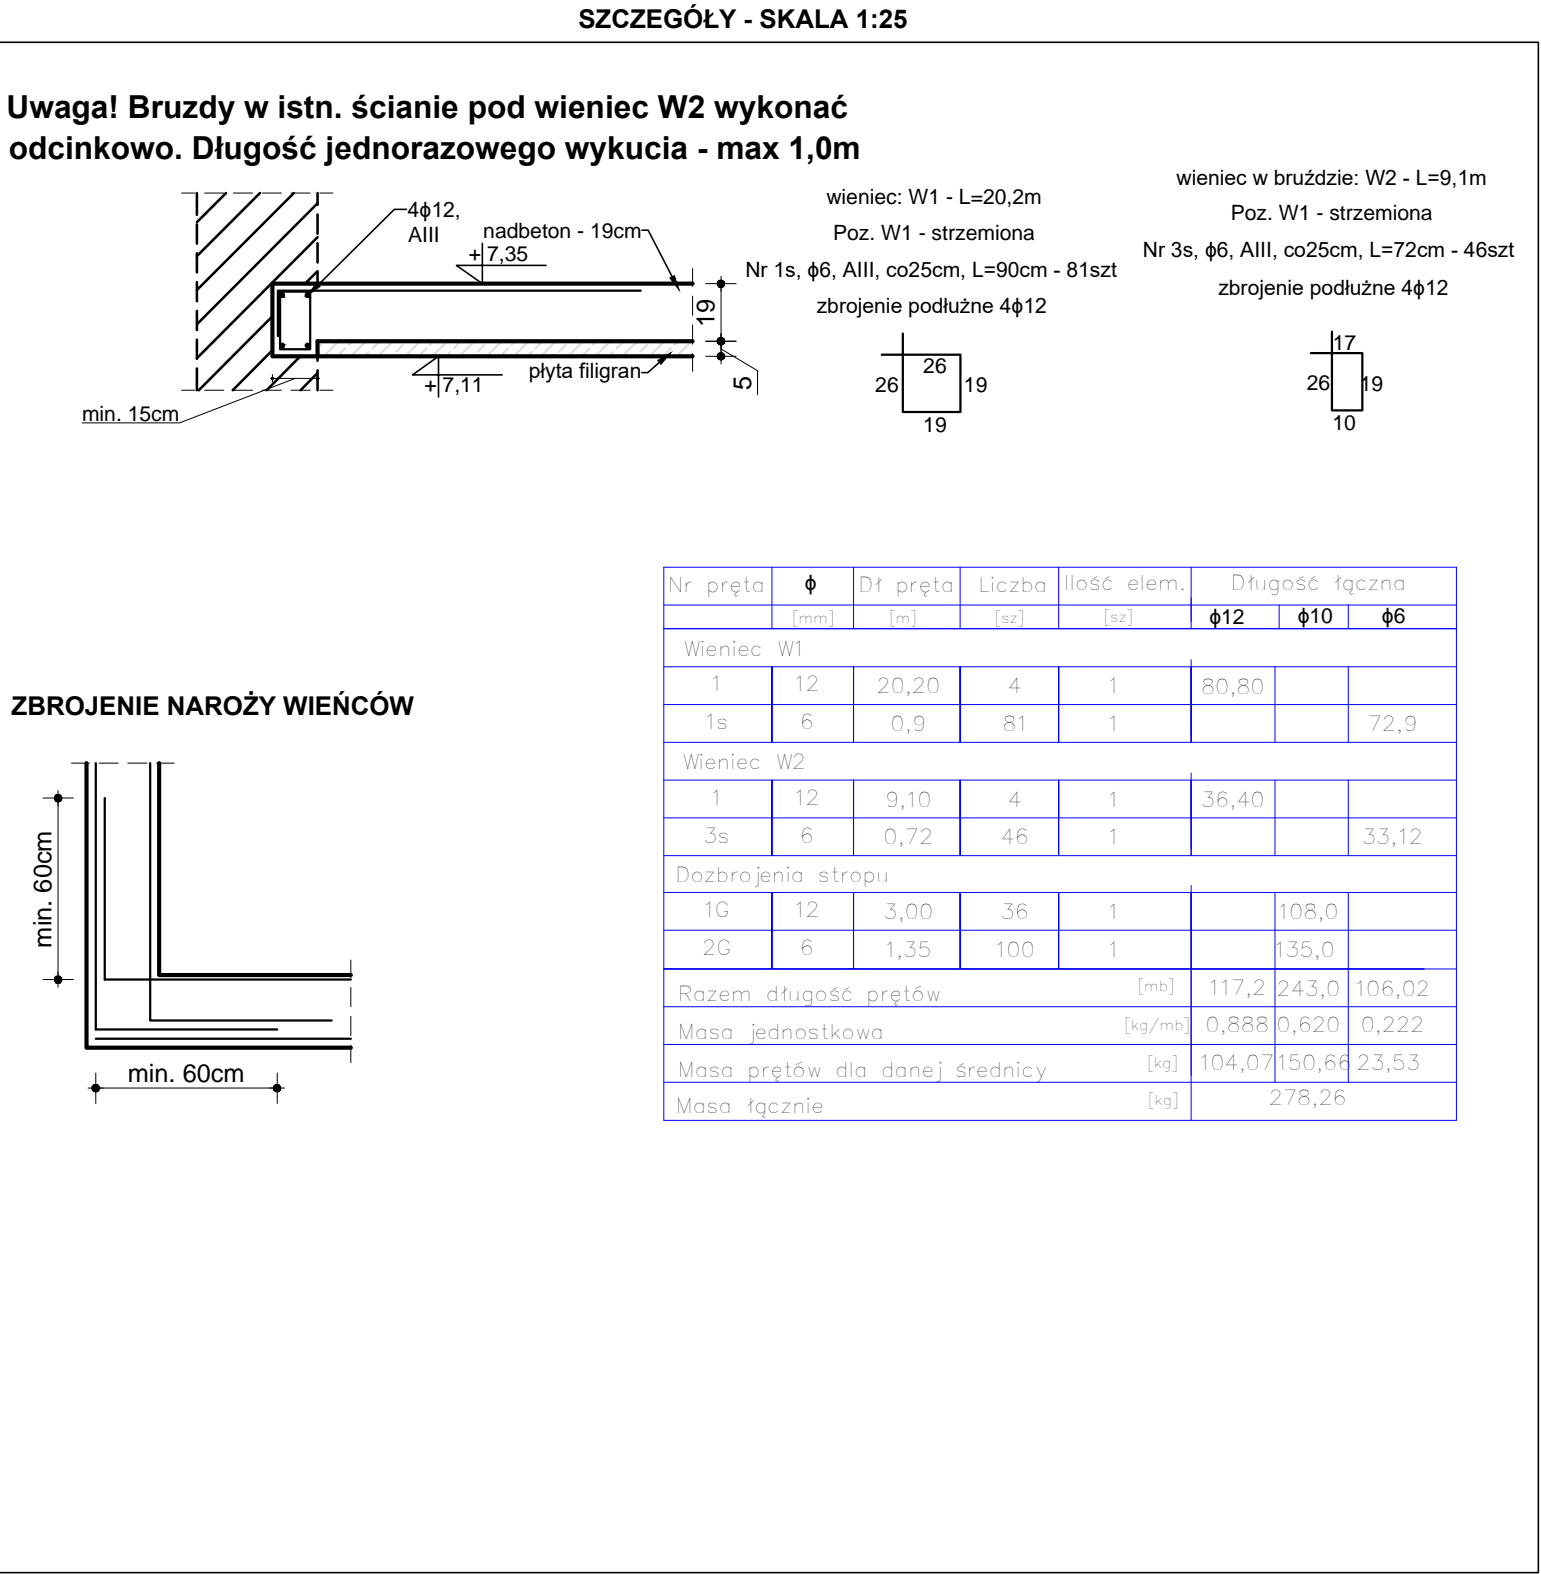 SZCZEGÓŁY - SKALA 1:25
Uwaga! Bruzdy w istn. ścianie pod wieniec W2 wykonać
odcinkowo. Długość jednorazowego wykucia - max 1,0m
4ϕ12,
AIII
nadbeton - 19cm
+7,35
19
5
płyta filigran
+7,11
min. 15cm
wieniec: W1 - L=20,2m
Poz. W1 - strzemiona
Nr 1s, ϕ6, AIII, co25cm, L=90cm - 81szt
zbrojenie podłużne 4ϕ12
26
26 19
19
wieniec w bruździe: W2 - L=9,1m
Poz. W1 - strzemiona
Nr 3s, ϕ6, AIII, co25cm, L=72cm - 46szt
zbrojenie podłużne 4ϕ12
17
26 19
10
Nr pręta ϕ Dł pręta Liczba Ilość elem. Długość łączna
[mm] [m] [sz] [sz] ϕ12 ϕ10 ϕ6
Wieniec W1
1 12 20,20 4 1 80,80
1s 6 0,9 81 1 72,9
Wieniec W2
1 12 9,10 4 1 36,40
3s 6 0,72 46 1 33,12
Dozbrojenia stropu
1G 12 3,00 36 1 108,0
2G 6 1,35 100 1 135,0
Razem długość prętów [mb] 117,2 243,0 106,02
Masa jednostkowa [kg/mb] 0,888 0,620 0,222
Masa prętów dla danej średnicy [kg] 104,07 150,66 23,53
Masa łącznie [kg] 278,26
ZBROJENIE NAROŻY WIEŃCÓW
min. 60cm
min. 60cm